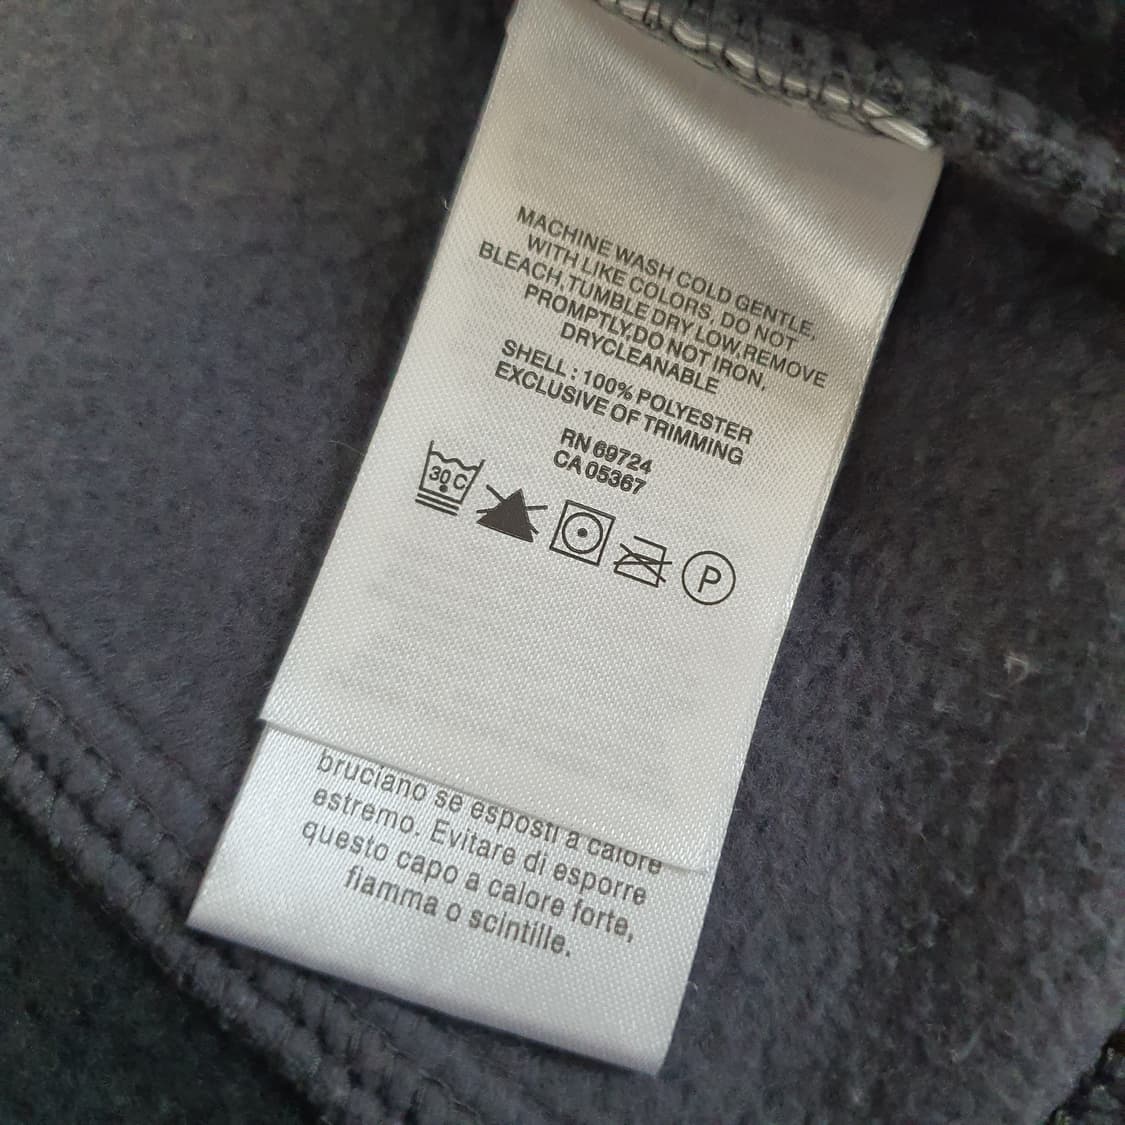 MACHINE WASH COLD GENTLE,
WITH LIKE COLORS, DO NOT
BLEACH,TUMBLE DRY LOW,REMOVE
PROMPTLY,DO NOT IRON.
DRYCLEANABLE
SHELL : 100% POLYESTER
EXCLUSIVE OF TRIMMING
RN 69724
CA 05367
30 C
P
bruciano se esposti a calore
estremo. Evitare di esporre
questo capo a calore forte,
fiamma o scintille.